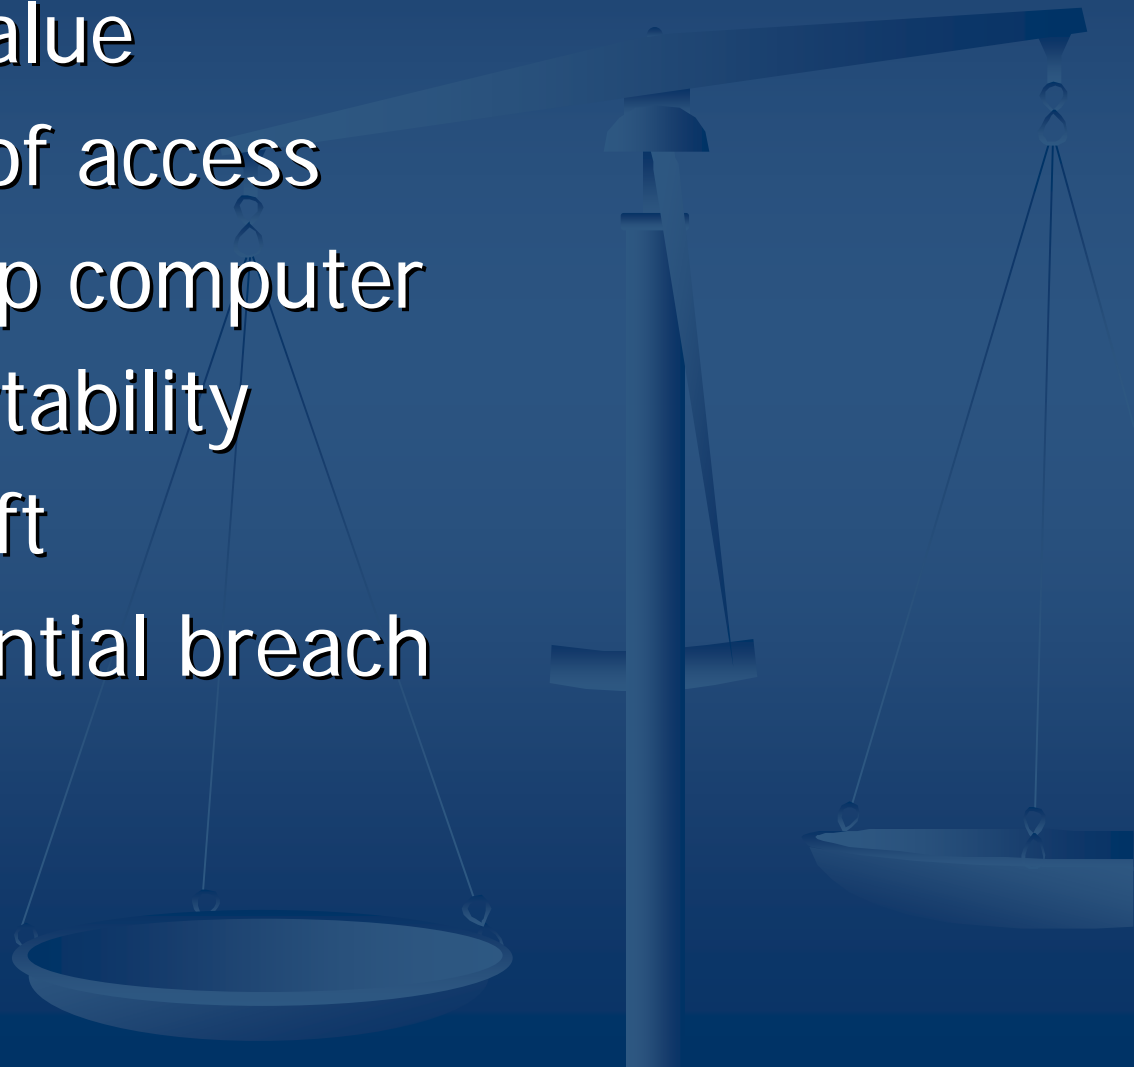 alue
of access
p computer
tability
ft
ntial breach